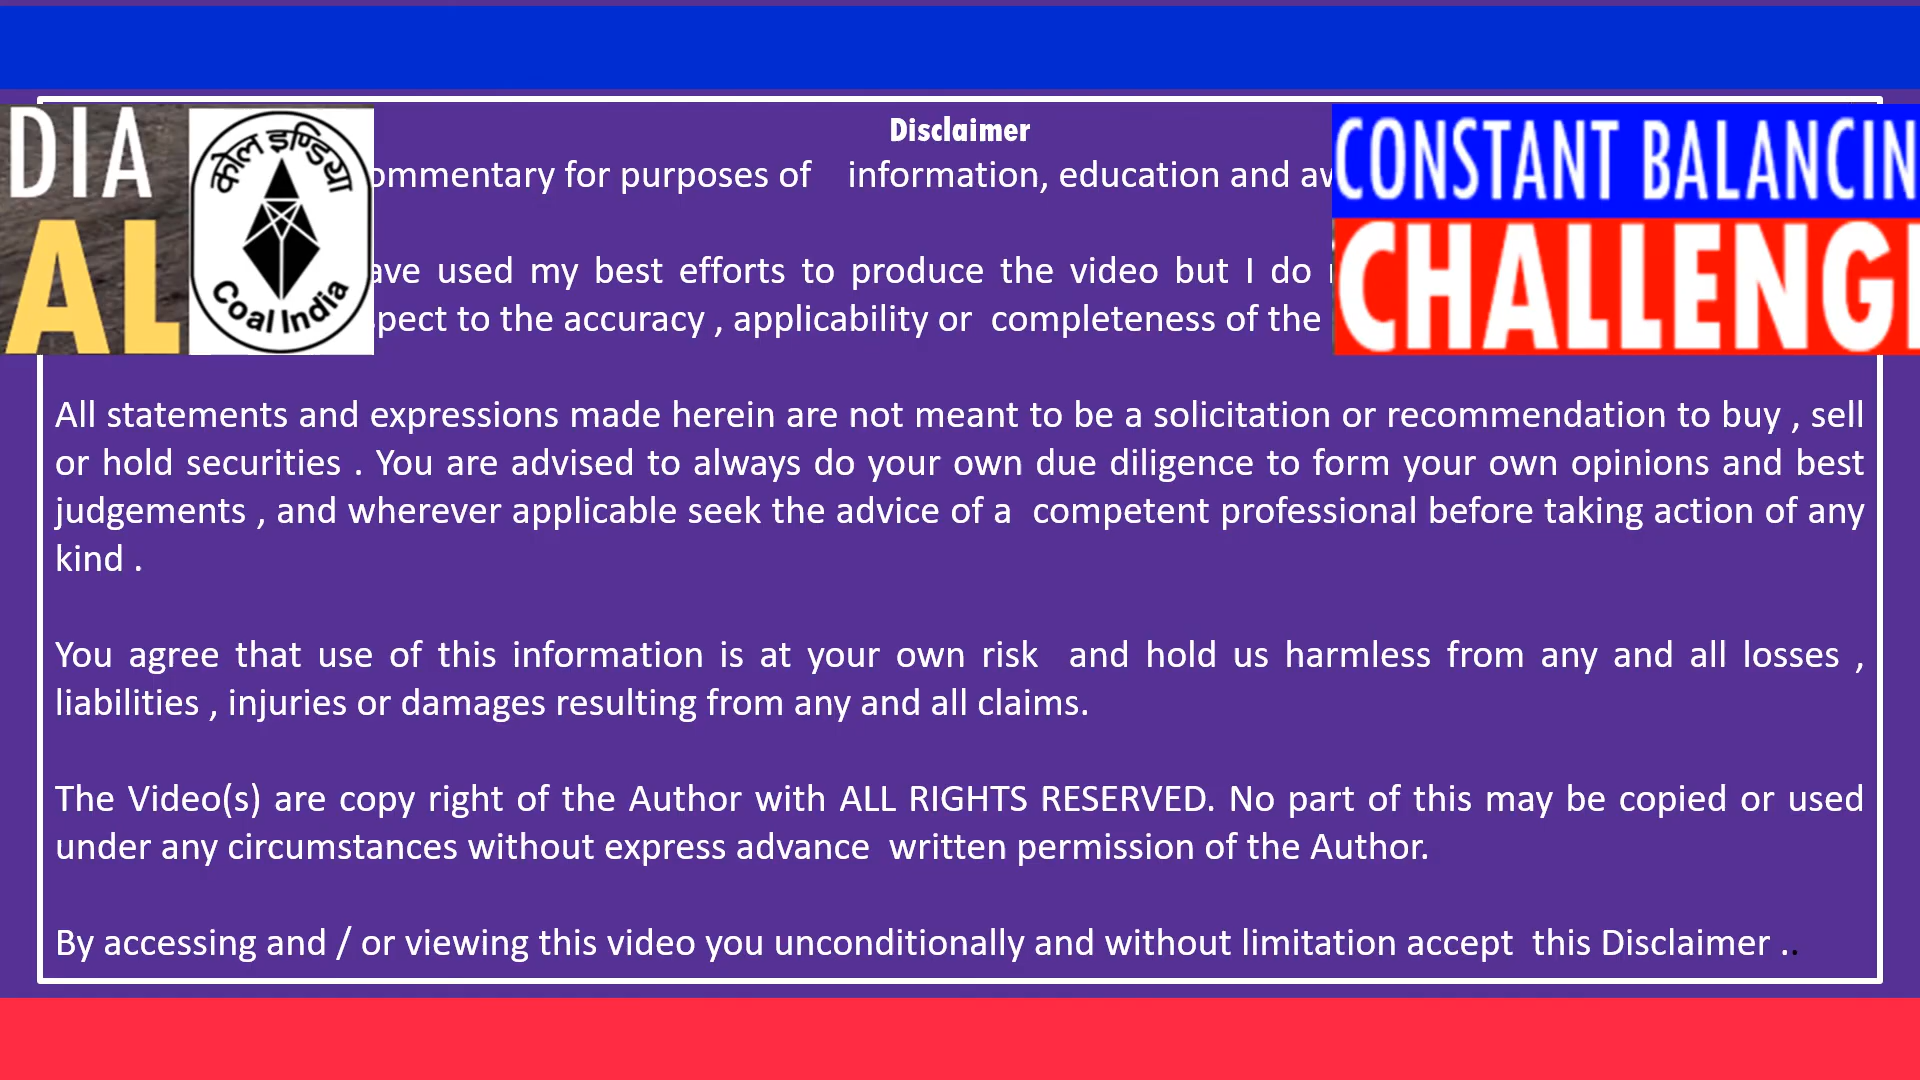 Disclaimer
DIA
AL
कोल इण्डिया
Coal India
CONSTANT BALANCIN
CHALLENG
for purposes of information, education and
used my best efforts to produce the video but I do
to the accuracy , applicability or completeness of the
All statements and expressions made herein are not meant to be a solicitation or recommendation to buy , sell
or hold securities . You are advised to always do your own due diligence to form your own opinions and best
judgements , and wherever applicable seek the advice of a competent professional before taking action of any
kind .
You agree that use of this information is at your own risk and hold us harmless from any and all losses ,
liabilities , injuries or damages resulting from any and all claims.
The Video(s) are copy right of the Author with ALL RIGHTS RESERVED. No part of this may be copied or used
under any circumstances without express advance written permission of the Author.
By accessing and / or viewing this video you unconditionally and without limitation accept this Disclaimer ..